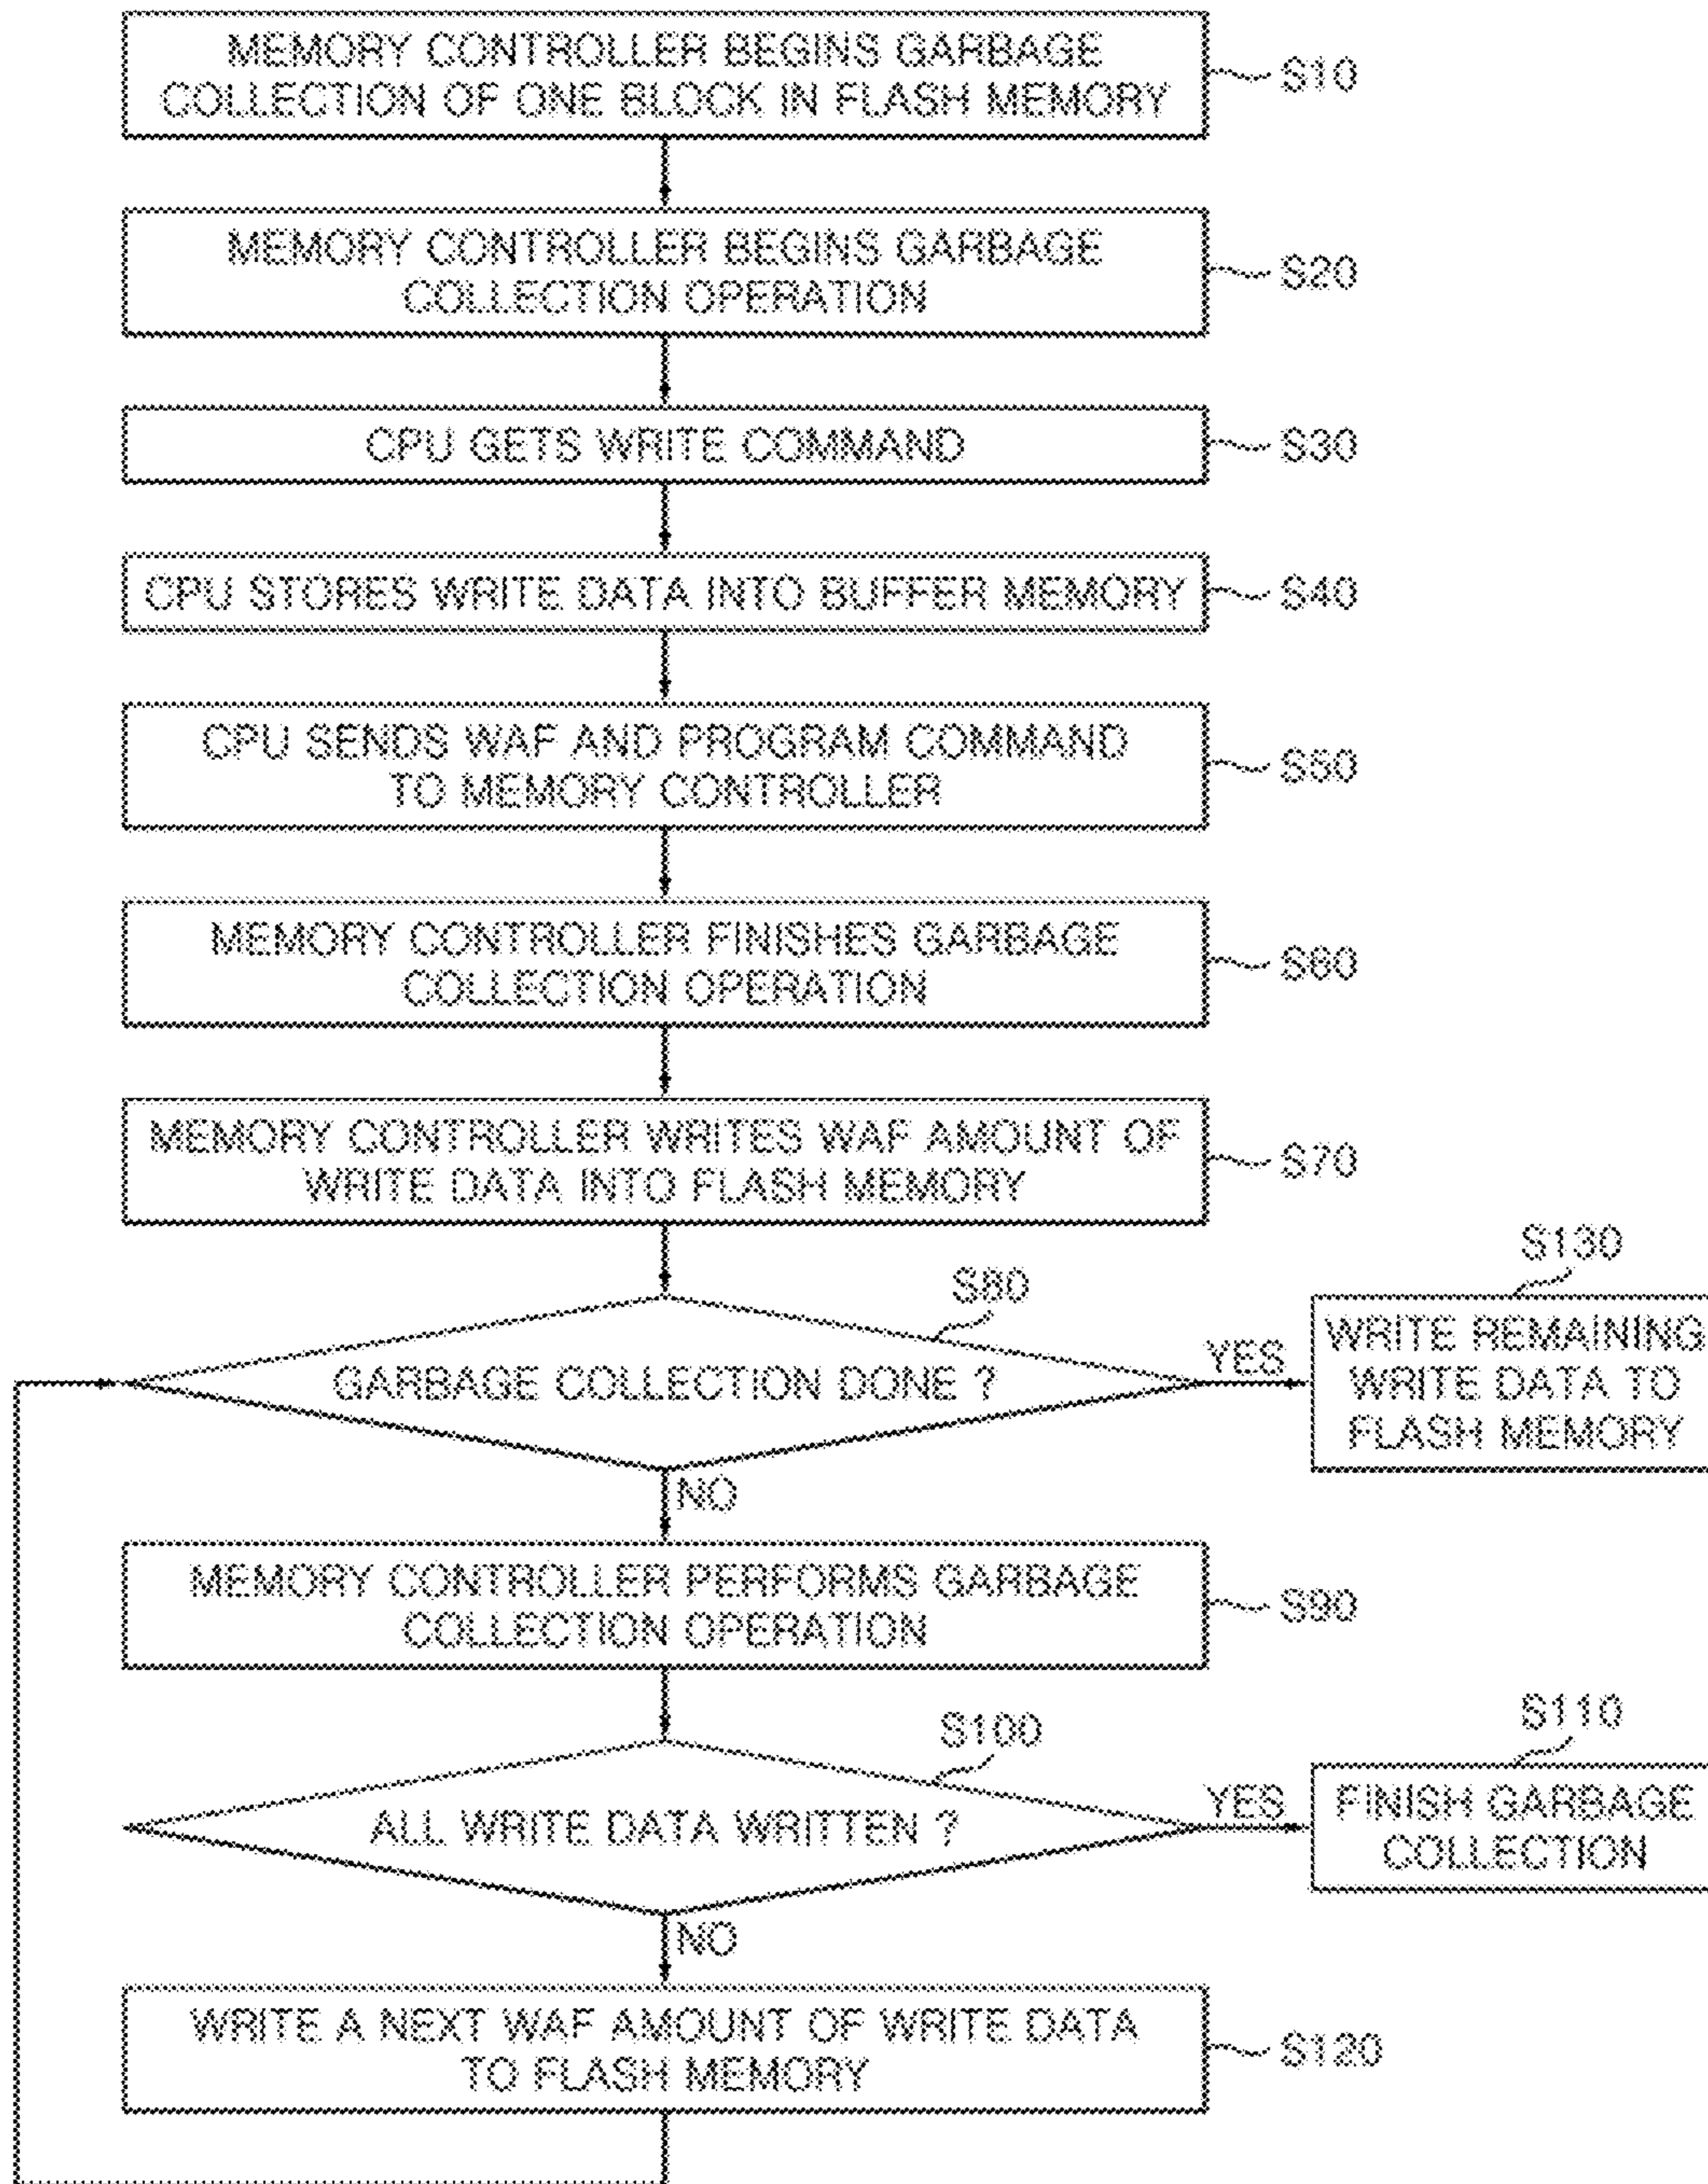 MEMORY CONTROLLER BEGINS GARBAGE
COLLECTION OF ONE BLOCK IN FLASH MEMORY
S10
MEMORY CONTROLLER BEGINS GARBAGE
COLLECTION OPERATION
S20
CPU GETS WRITE COMMAND
S30
CPU STORES WRITE DATA INTO BUFFER MEMORY
S40
CPU SENDS WAF AND PROGRAM COMMAND
TO MEMORY CONTROLLER
S50
MEMORY CONTROLLER FINISHES GARBAGE
COLLECTION OPERATION
S60
MEMORY CONTROLLER WRITES WAF AMOUNT OF
WRITE DATA INTO FLASH MEMORY
S70
S80
GARBAGE COLLECTION DONE ?
YES
S130
WRITE REMAINING
WRITE DATA TO
FLASH MEMORY
NO
MEMORY CONTROLLER PERFORMS GARBAGE
COLLECTION OPERATION
S90
S100
ALL WRITE DATA WRITTEN ?
YES
S110
FINISH GARBAGE
COLLECTION
NO
WRITE A NEXT WAF AMOUNT OF WRITE DATA
TO FLASH MEMORY
S120